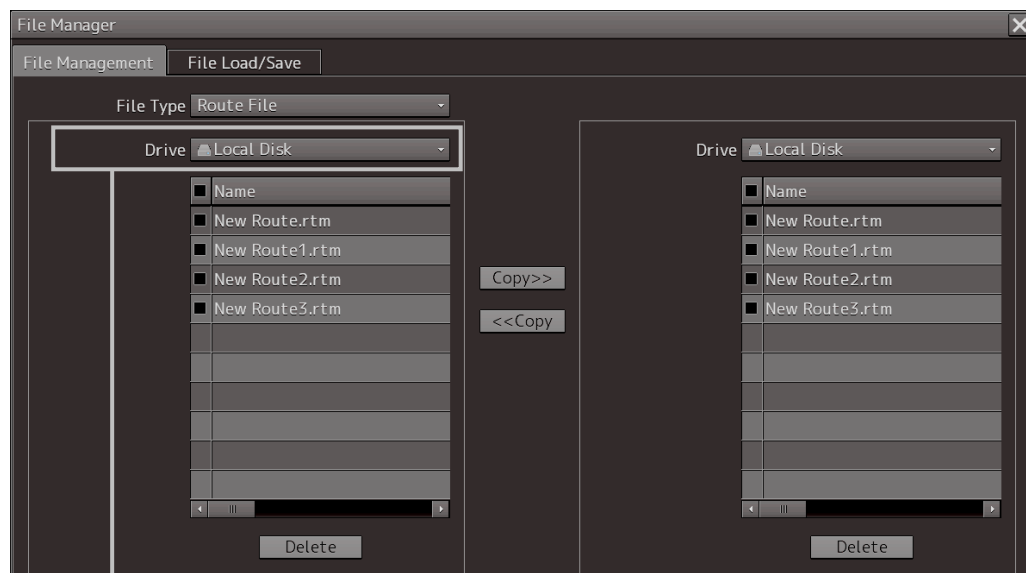 File Manager
File Management File Load/Save
File Type Route File
Drive Local Disk
Name
New Route.rtm
New Route1.rtm
New Route2.rtm
New Route3.rtm
Delete
Copy>>
<<Copy
Drive Local Disk
Name
New Route.rtm
New Route1.rtm
New Route2.rtm
New Route3.rtm
Delete